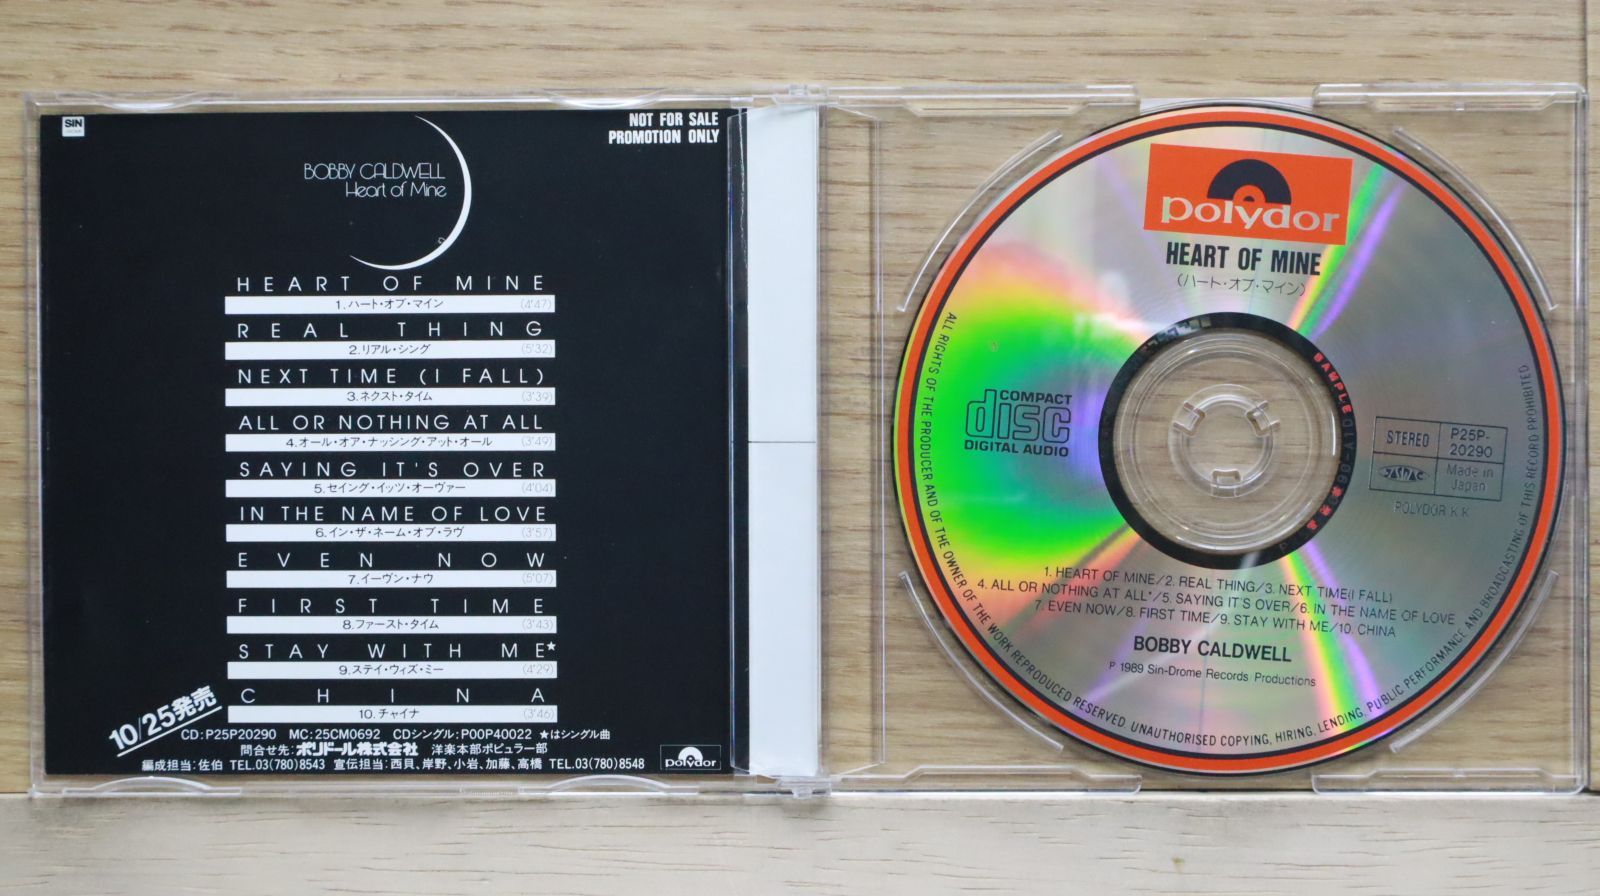 SIN
NOT FOR SALE
PROMOTION ONLY
BOBBY CALDWELL
Heart of Mine
HEART OF MINE
1.ハート・オブ・マイン (4'47)
REAL THING
2.リアル・シング (5'32)
NEXT TIME (I FALL)
3.ネクスト・タイム (3'39)
ALL OR NOTHING AT ALL
4.オール・オア・ナッシング・アット・オール (3'49)
SAYING IT'S OVER
5.セイング・イッツ・オーヴァー (4'04)
IN THE NAME OF LOVE
6.イン・ザ・ネーム・オブ・ラヴ (3'57)
EVEN NOW
7.イーヴン・ナウ (5'07)
FIRST TIME
8.ファースト・タイム (3'43)
STAY WITH ME★
9.ステイ・ウィズ・ミー (4'29)
CHINA
10.チャイナ (3'46)
10/25発売
CD:P25P20290 MC:25CM0692 CDシングル:P00P40022 ★はシングル曲
問合せ先:ポリドール株式会社 洋楽本部ポピュラー部
編成担当:佐伯 TEL.03(780)8543 宣伝担当:西貝、岸野、小岩、加藤、高橋 TEL.03(780)8548
polydor
polydor
HEART OF MINE
(ハート・オブ・マイン)
COMPACT
disc
DIGITAL AUDIO
SAMPLE
STEREO
P25P-
20290
JASRAC
Made in
Japan
POLYDOR K.K
1. HEART OF MINE/2. REAL THING/3. NEXT TIME(I FALL)
4. ALL OR NOTHING AT ALL*/5. SAYING IT'S OVER/6. IN THE NAME OF LOVE
7. EVEN NOW/8. FIRST TIME/9. STAY WITH ME/10. CHINA
BOBBY CALDWELL
P 1989 Sin-Drome Records Productions
ALL RIGHTS OF THE PRODUCER AND OF THE OWNER OF THE WORK REPRODUCED RESERVED. UNAUTHORISED COPYING, HIRING, LENDING, PUBLIC PERFORMANCE AND BROADCASTING OF THIS RECORD PROHIBITED